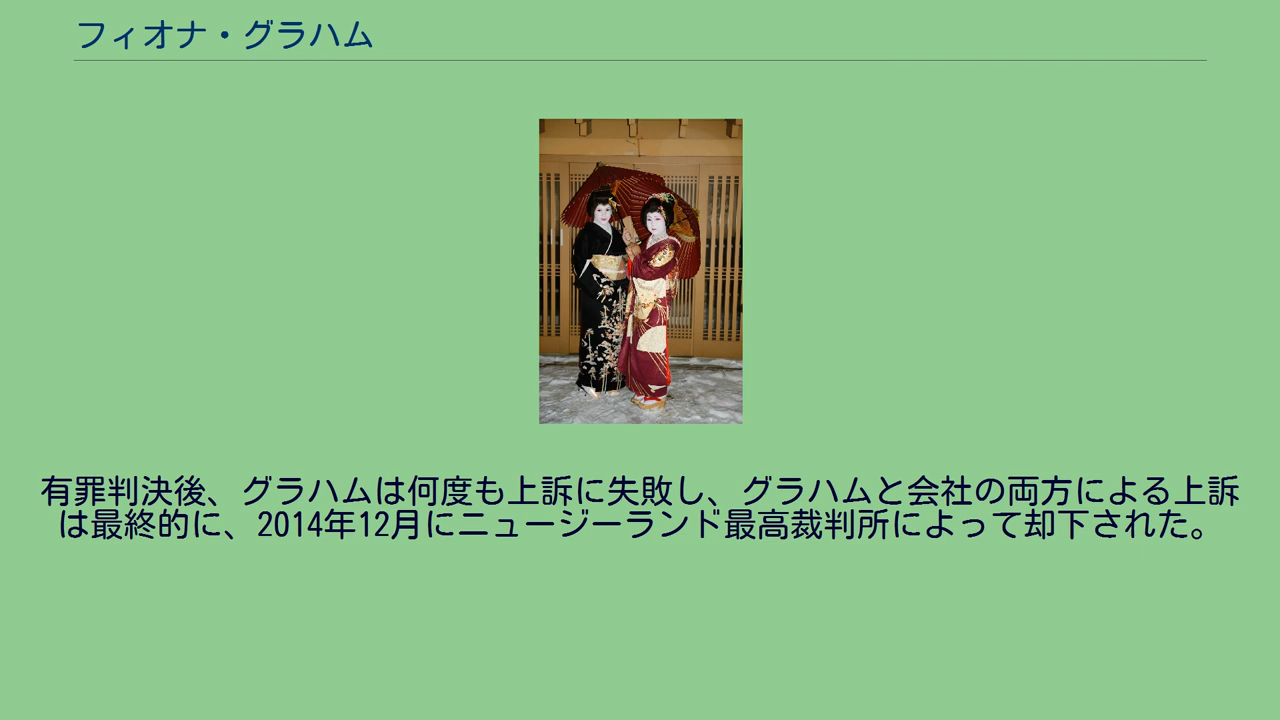 フィオナ・グラハム
有罪判決後、グラハムは何度も上訴に失敗し、グラハムと会社の両方による上訴
は最終的に、2014年12月にニュージーランド最高裁判所によって却下された。